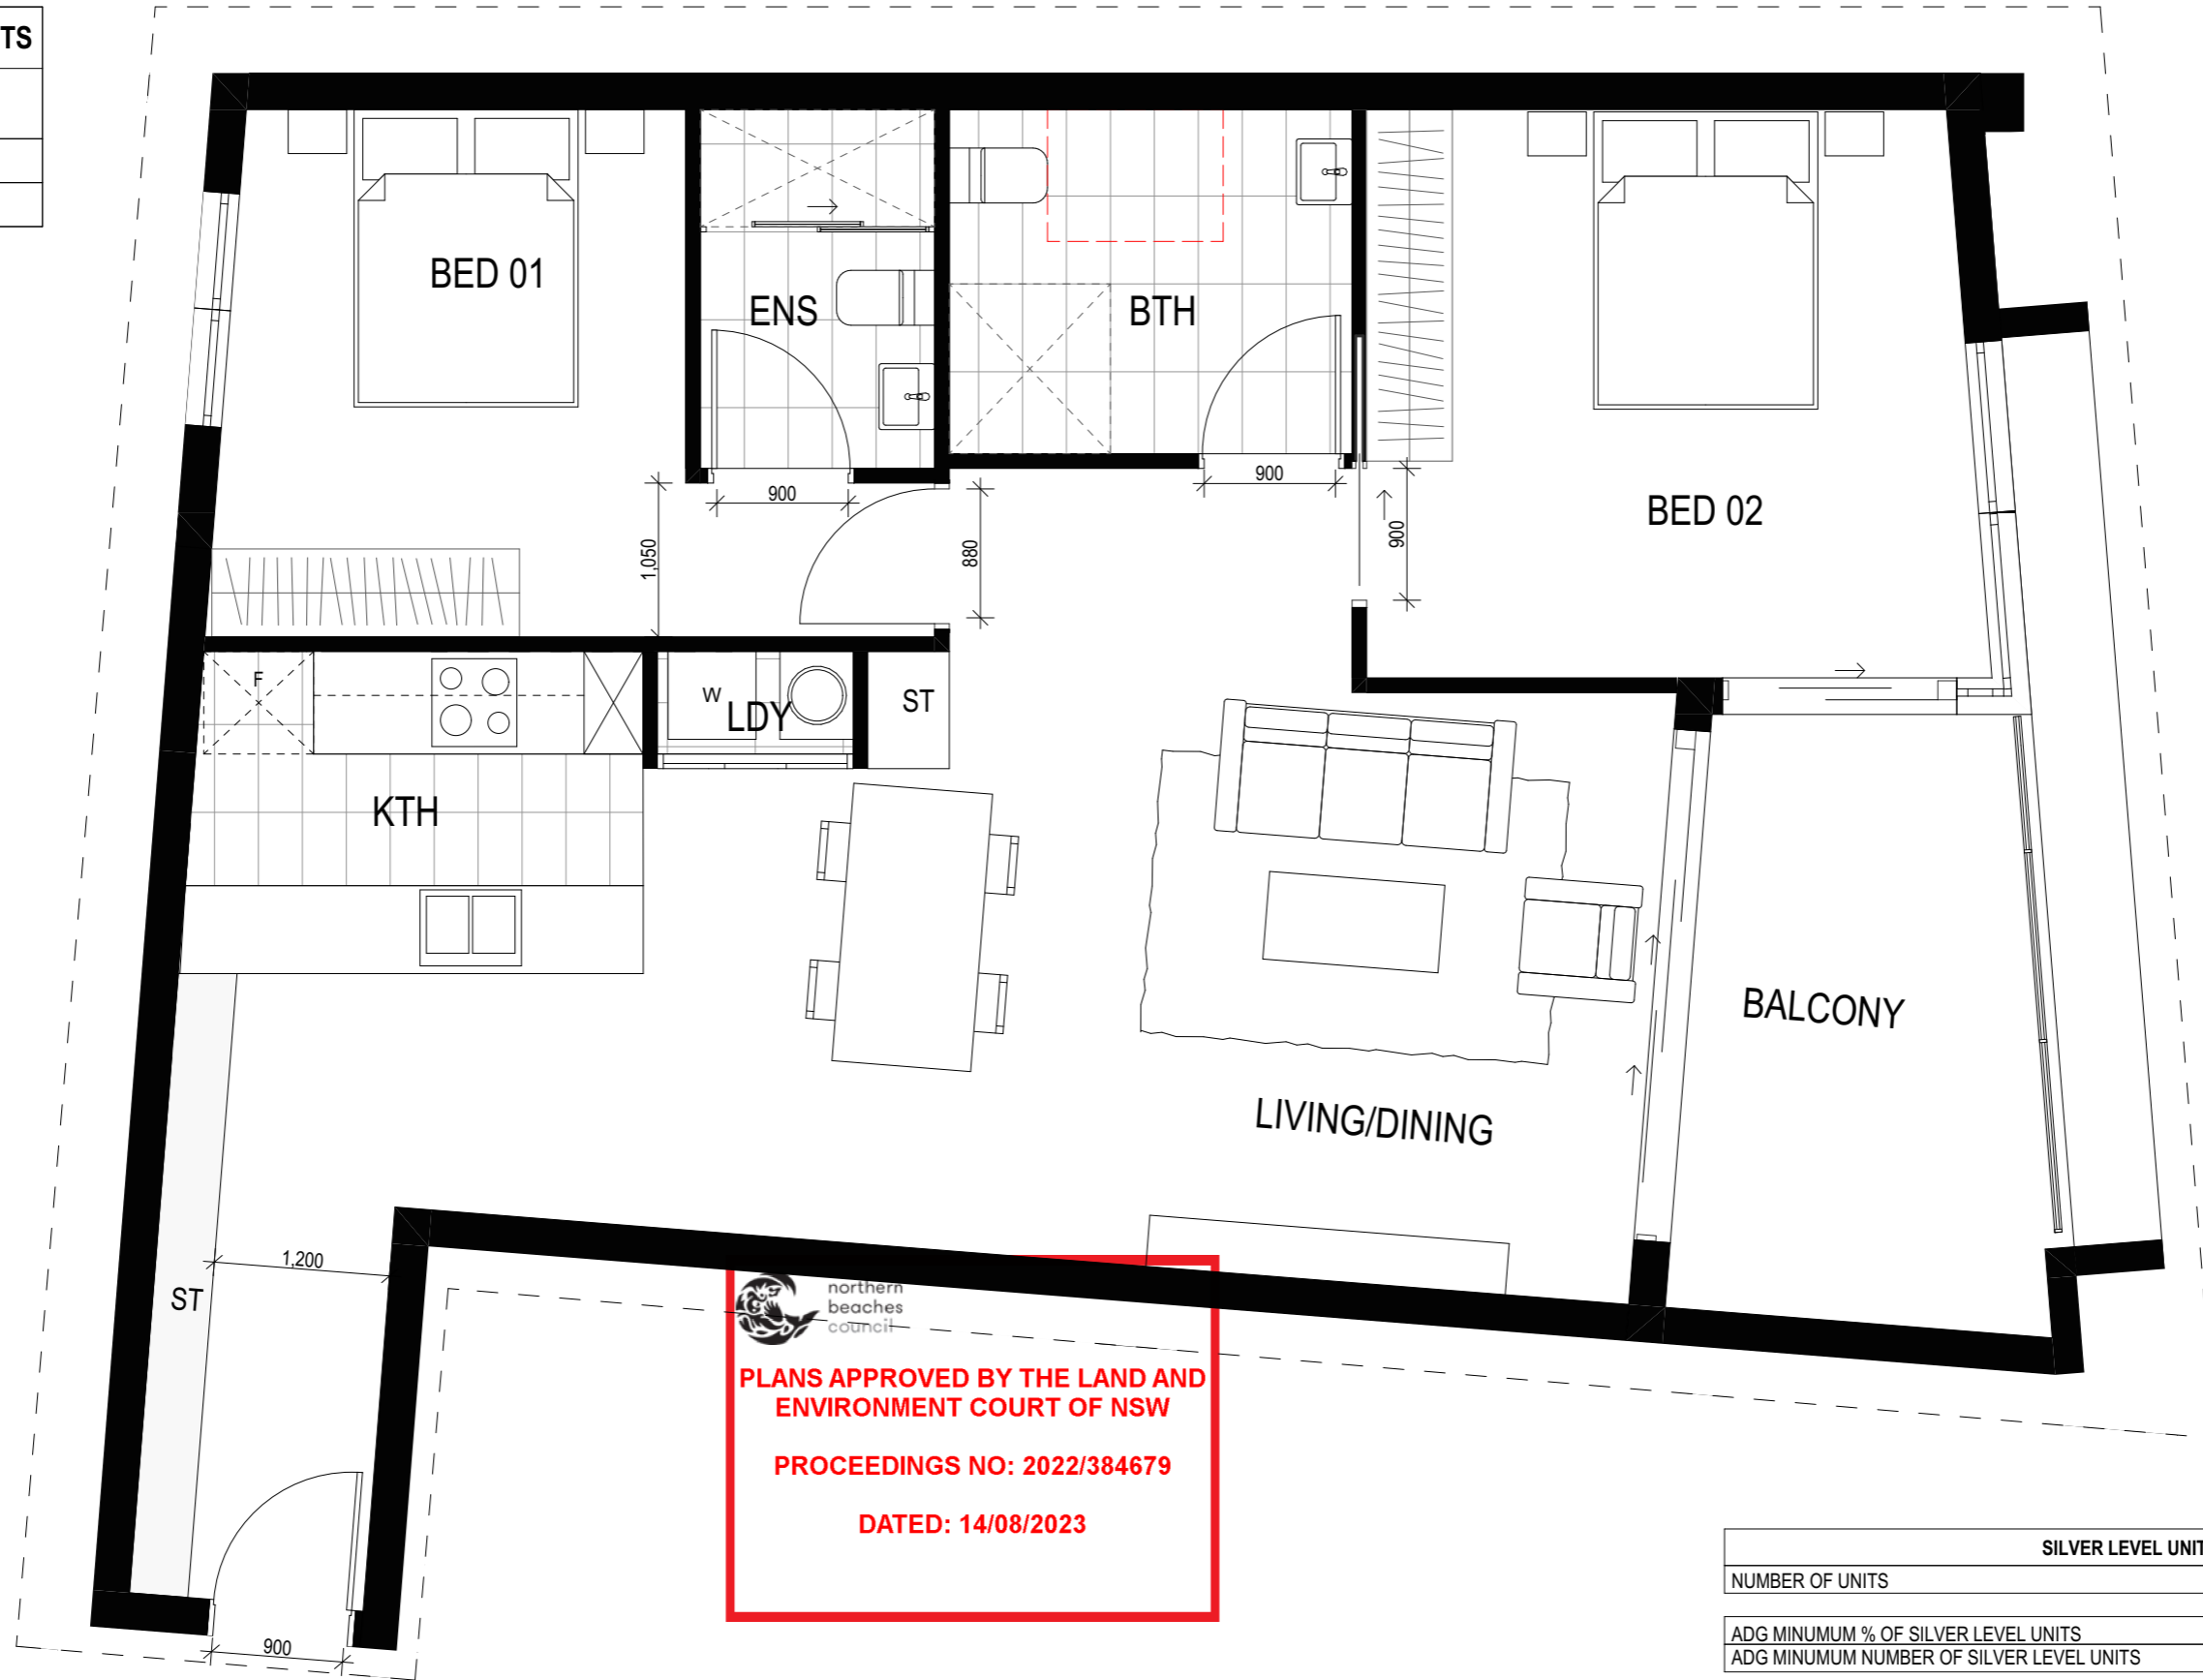 TS
BED 01
ENS
BTH
BED 02
900
900
1,050
880
900
F
W
LDY
ST
KTH
BALCONY
LIVING/DINING
1,200
ST
900
northern
beaches
council
PLANS APPROVED BY THE LAND AND
ENVIRONMENT COURT OF NSW
PROCEEDINGS NO: 2022/384679
DATED: 14/08/2023
SILVER LEVEL UNIT
NUMBER OF UNITS
ADG MINUMUM % OF SILVER LEVEL UNITS
ADG MINUMUM NUMBER OF SILVER LEVEL UNITS